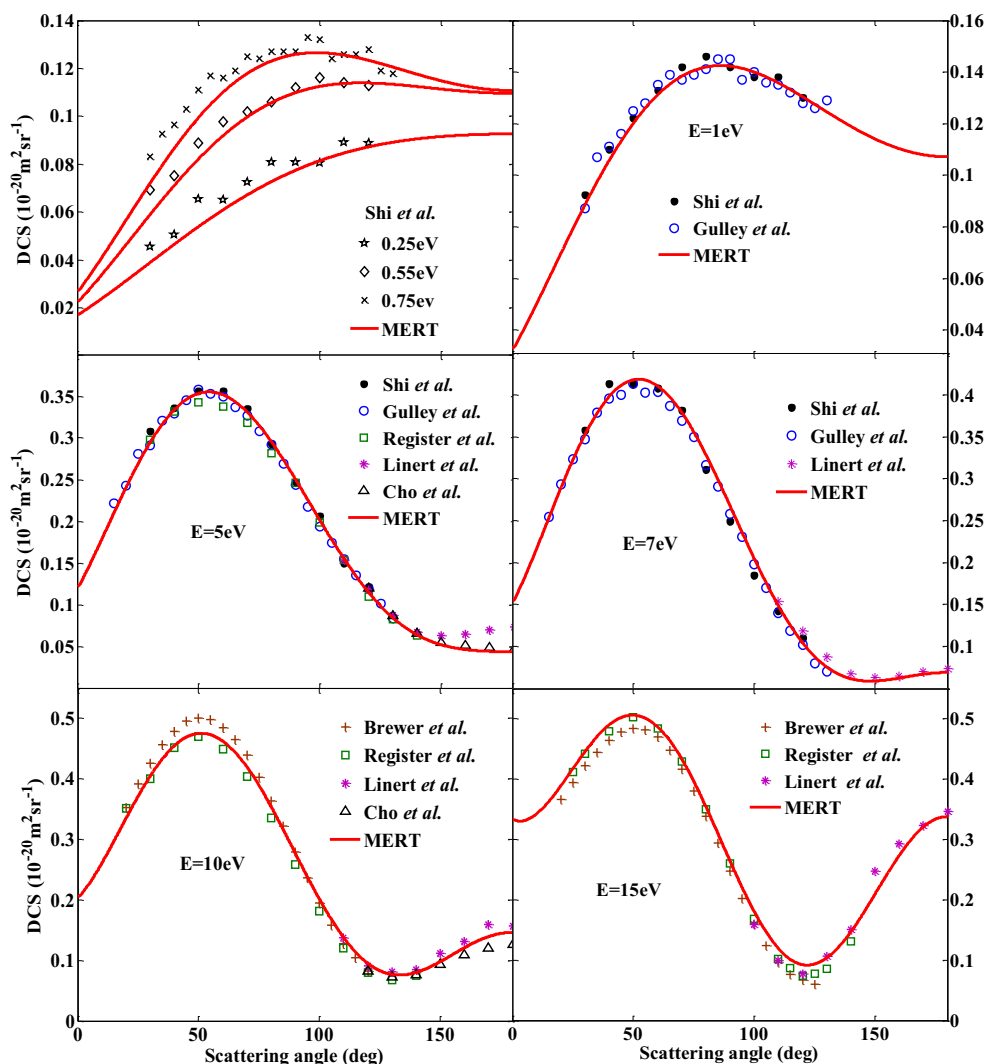 DCS (10⁻²⁰m²sr⁻¹)
0.14
0.12
0.1
0.08
0.06
0.04
0.02
Shi et al.
0.25eV
0.55eV
0.75ev
MERT
0.16
0.14
0.12
0.1
0.08
0.06
0.04
E=1eV
Shi et al.
Gulley et al.
MERT
DCS (10⁻²⁰m²sr⁻¹)
0.35
0.3
0.25
0.2
0.15
0.1
0.05
E=5eV
Shi et al.
Gulley et al.
Register et al.
Linert et al.
Cho et al.
MERT
0.4
0.3
0.2
0.1
E=7eV
Shi et al.
Gulley et al.
Linert et al.
MERT
DCS (10⁻²⁰m²sr⁻¹)
0.5
0.4
0.3
0.2
0.1
0
E=10eV
Brewer et al.
Register et al.
Linert et al.
Cho et al.
MERT
0 50 100 150
Scattering angle (deg)
0.5
0.4
0.3
0.2
0.1
0
E=15eV
Brewer et al.
Register et al.
Linert et al.
MERT
0 50 100 150
Scattering angle (deg)